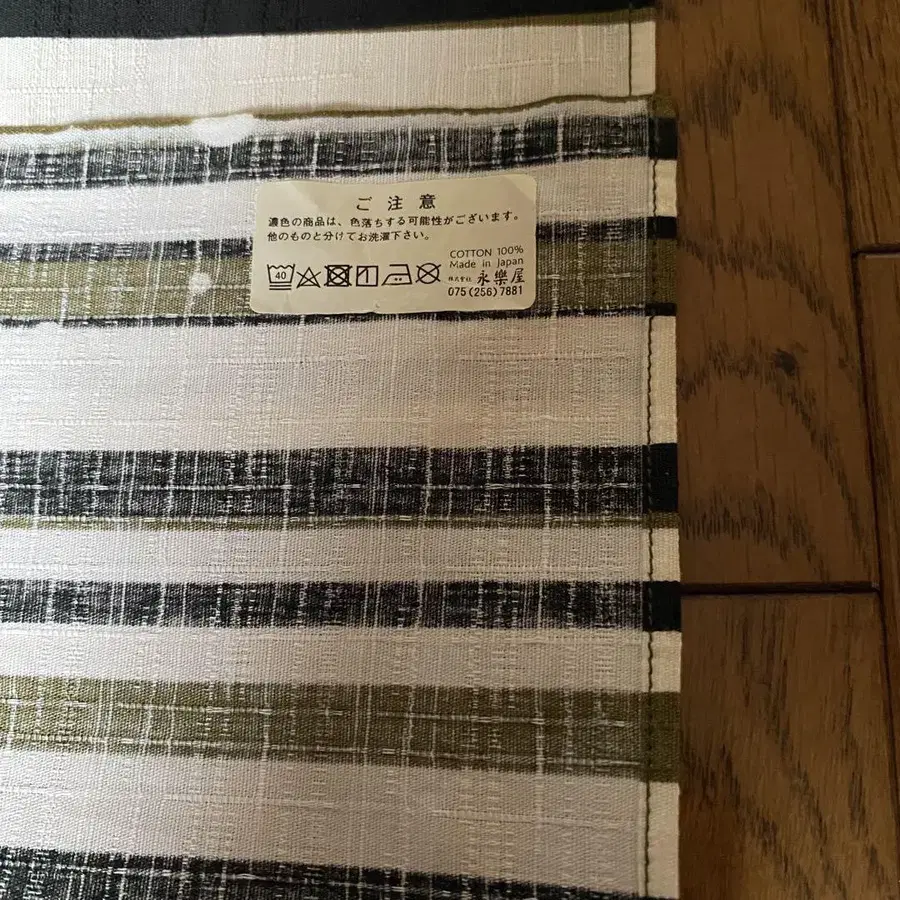 ご注意
濃色の商品は、色落ちする可能性がございます。
他のものと分けてお洗濯下さい。
COTTON 100%
Made in Japan
40
株式会社 永樂屋
075(256)7881